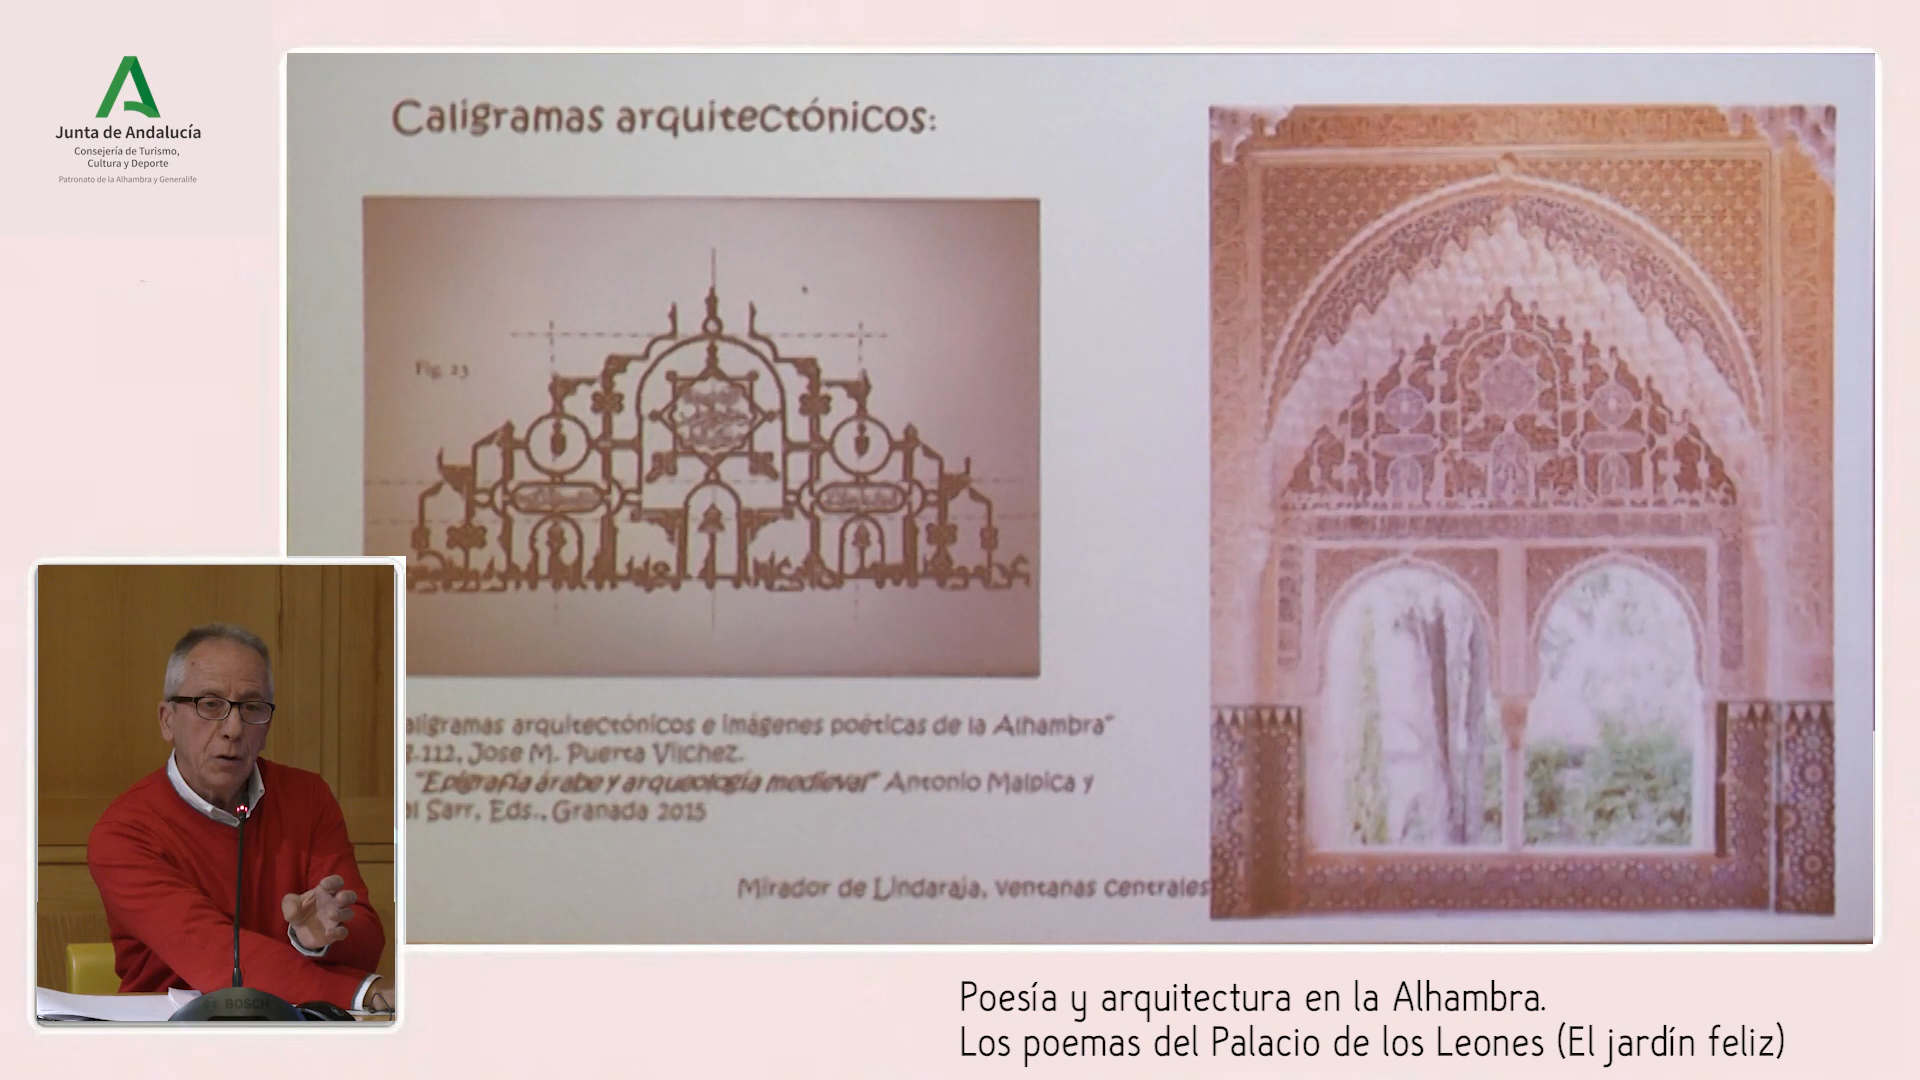 Junta de Andalucía
Consejería de Turismo,
Cultura y Deporte
Patronato de la Alhambra y Generalife
Caligramas arquitectónicos:
Fig. 23
aligramas arquitectónicos e imágenes poéticas de la Alhambra"
.112, Jose M. Puerta Vílchez.
"Epigrafía árabe y arqueología medieval" Antonio Malpica y
l Sarr, Eds., Granada 2015
Mirador de Lindaraja, ventanas centrales
BOSCH
Poesía y arquitectura en la Alhambra.
Los poemas del Palacio de los Leones (El jardín feliz)